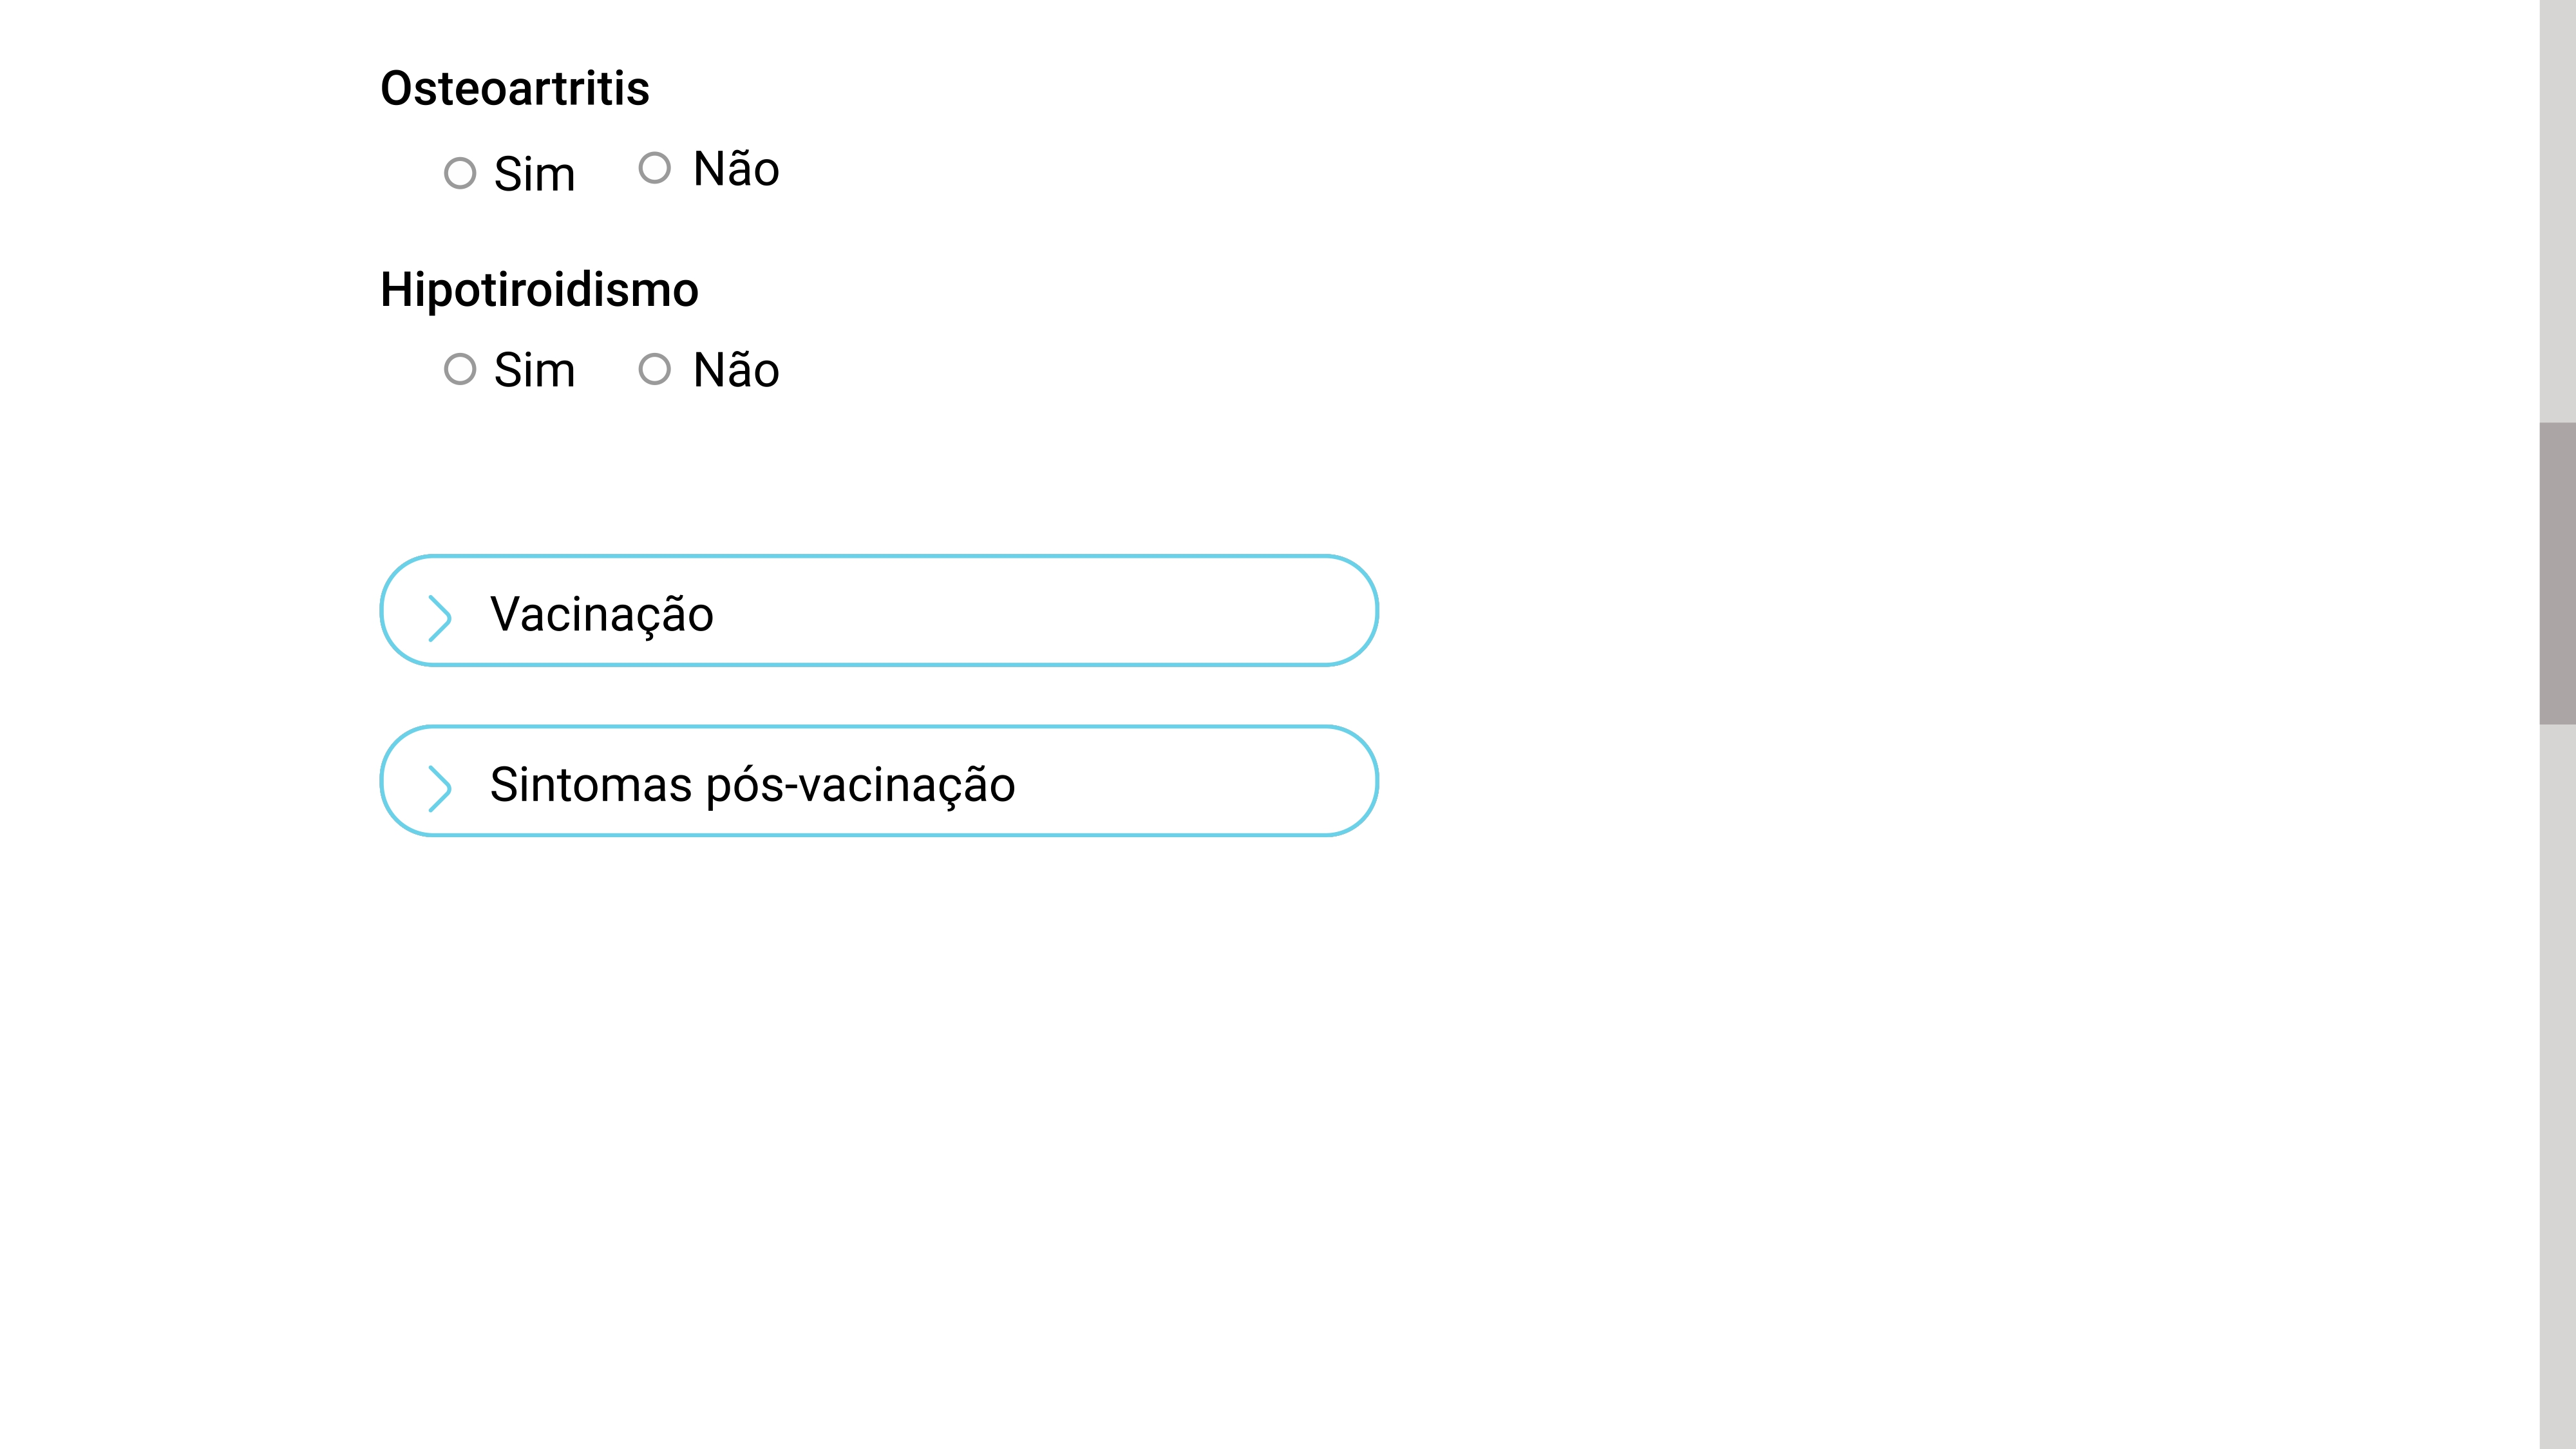 Osteoartritis
Sim Não
Hipotiroidismo
Sim Não
Vacinação
Sintomas pós-vacinação